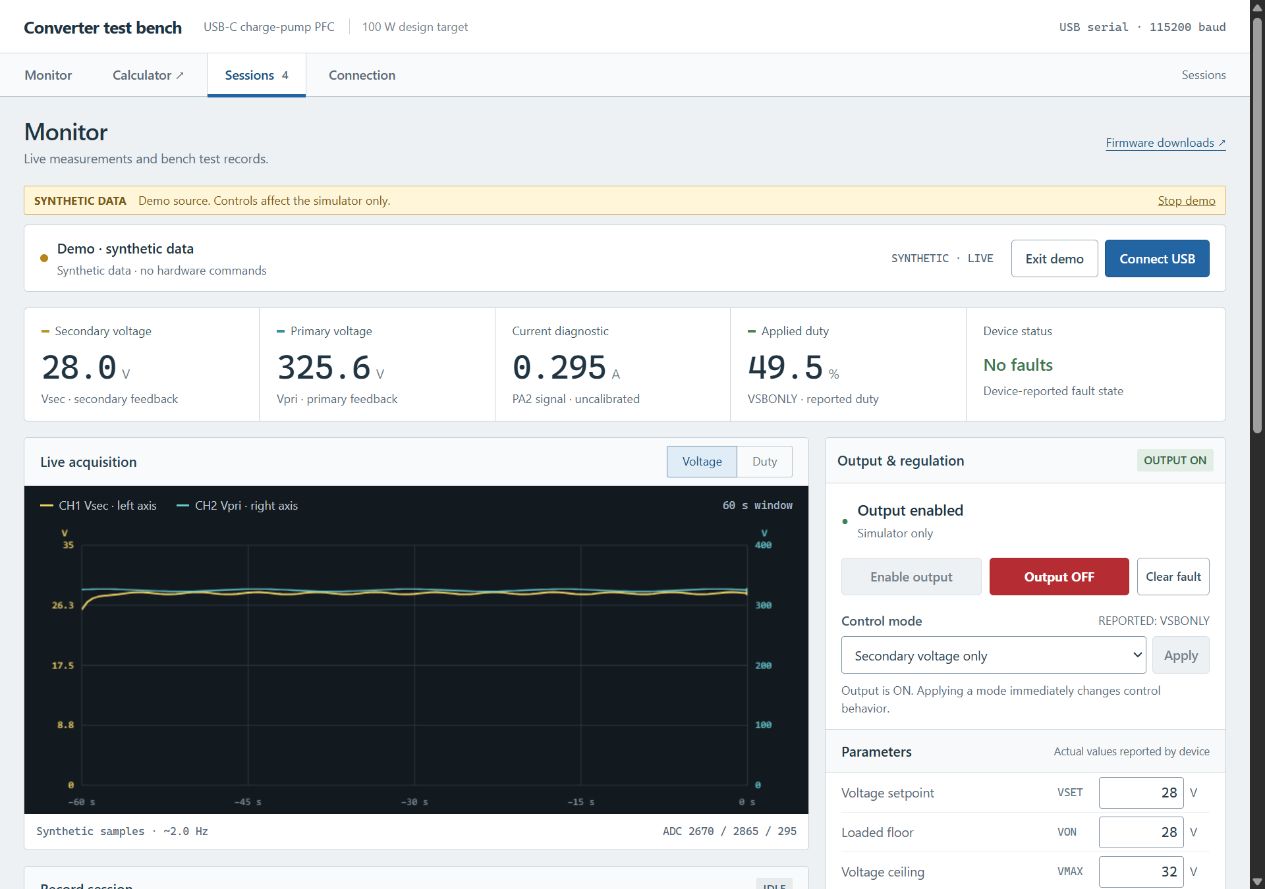 Converter test bench USB-C charge-pump PFC 100 W design target USB serial · 115200 baud
Monitor Calculator ↗ Sessions 4 Connection Sessions
Monitor
Live measurements and bench test records.
Firmware downloads ↗
SYNTHETIC DATA Demo source. Controls affect the simulator only. Stop demo
Demo · synthetic data
Synthetic data · no hardware commands
SYNTHETIC · LIVE Exit demo Connect USB
Secondary voltage
28.0 V
Vsec · secondary feedback
Primary voltage
325.6 V
Vpri · primary feedback
Current diagnostic
0.295 A
PA2 signal · uncalibrated
Applied duty
49.5 %
VSBONLY · reported duty
Device status
No faults
Device-reported fault state
Live acquisition Voltage Duty
CH1 Vsec · left axis CH2 Vpri · right axis 60 s window
V V
35 400
26.3 300
17.5 200
8.8 100
0 0
-60 s -45 s -30 s -15 s 0 s
Synthetic samples · ~2.0 Hz ADC 2670 / 2865 / 295
Record session IDLE
Output & regulation OUTPUT ON
Output enabled
Simulator only
Enable output Output OFF Clear fault
Control mode REPORTED: VSBONLY
Secondary voltage only Apply
Output is ON. Applying a mode immediately changes control
behavior.
Parameters Actual values reported by device
Voltage setpoint VSET 28 V
Loaded floor VON 28 V
Voltage ceiling VMAX 32 V